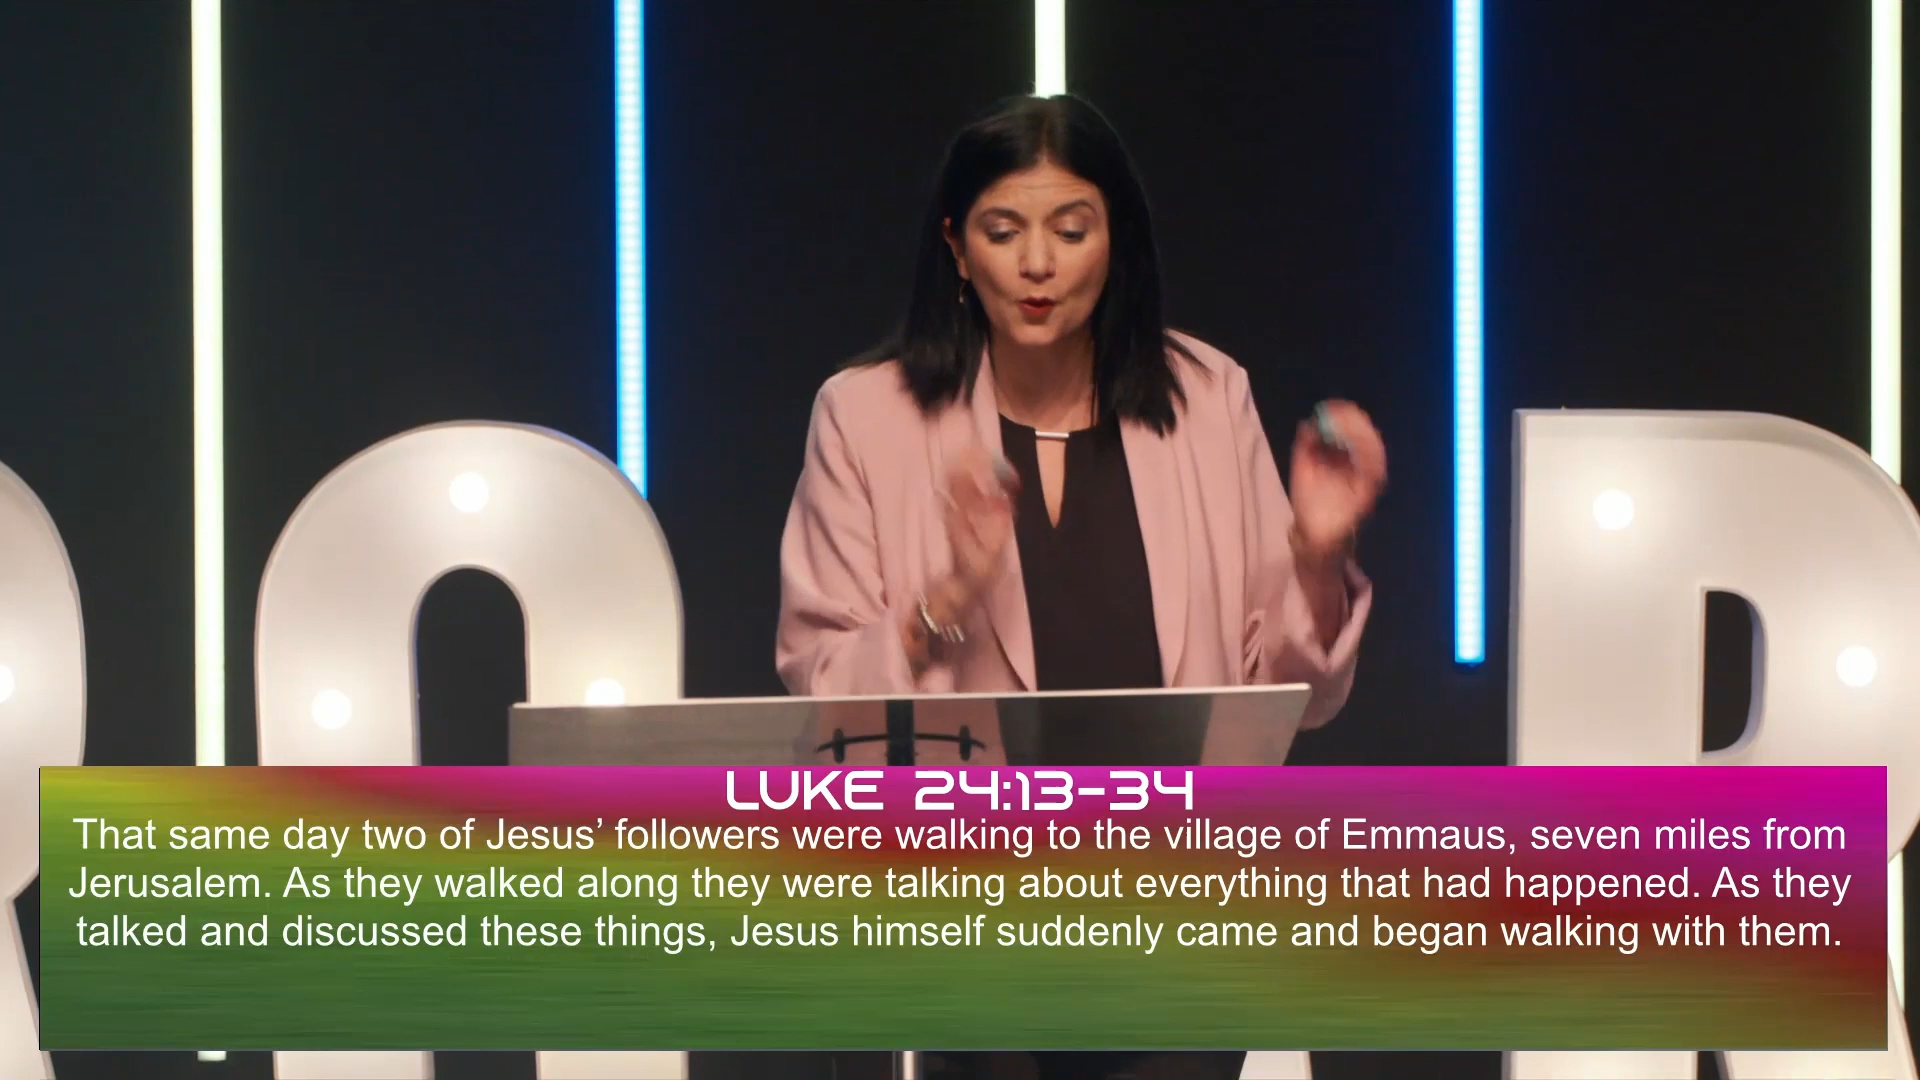 LUKE 24:13-34
That same day two of Jesus’ followers were walking to the village of Emmaus, seven miles from
Jerusalem. As they walked along they were talking about everything that had happened. As they
talked and discussed these things, Jesus himself suddenly came and began walking with them.